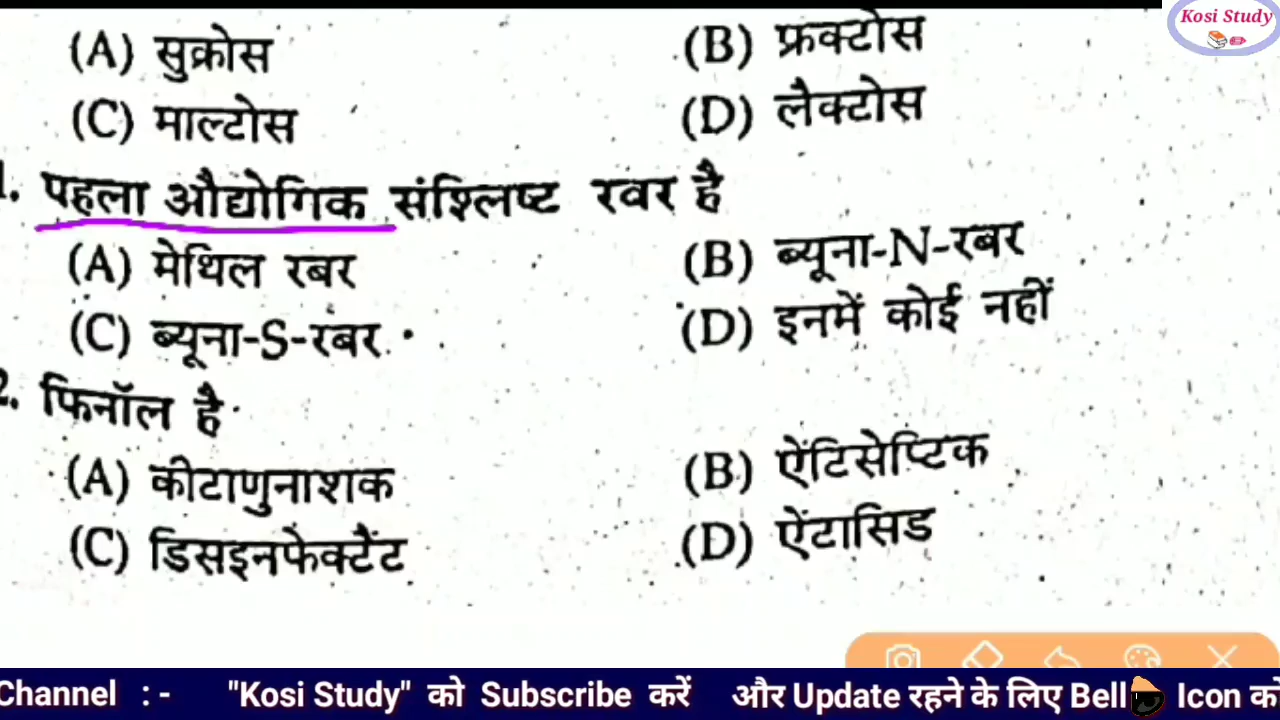 Kosi Study
(A) सुक्रोस (B) फ्रक्टोस
(C) माल्टोस (D) लैक्टोस
1. पहला औद्योगिक संश्लिष्ट रवर है
(A) मेथिल रबर (B) ब्यूना-N-रबर
(C) ब्यूना-S-रबर (D) इनमें कोई नहीं
2. फिनॉल है
(A) कीटाणुनाशक (B) ऐंटिसेप्टिक
(C) डिसइनफेक्टैंट (D) ऐंटासिड
Channel :- "Kosi Study" को Subscribe करें और Update रहने के लिए Bell Icon को